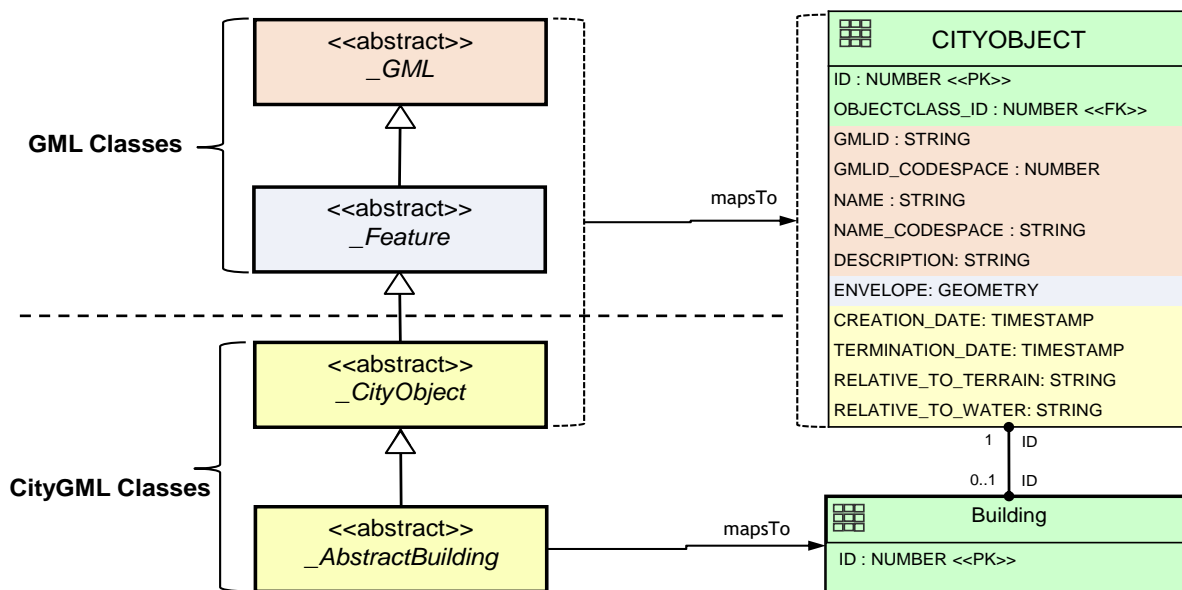 <<abstract>>
_GML
GML Classes
<<abstract>>
_Feature
<<abstract>>
_CityObject
CityGML Classes
<<abstract>>
_AbstractBuilding
mapsTo
mapsTo
CITYOBJECT
ID : NUMBER <<PK>>
OBJECTCLASS_ID : NUMBER <<FK>>
GMLID : STRING
GMLID_CODESPACE : NUMBER
NAME : STRING
NAME_CODESPACE : STRING
DESCRIPTION: STRING
ENVELOPE: GEOMETRY
CREATION_DATE: TIMESTAMP
TERMINATION_DATE: TIMESTAMP
RELATIVE_TO_TERRAIN: STRING
RELATIVE_TO_WATER: STRING
1 ID
0..1 ID
Building
ID : NUMBER <<PK>>